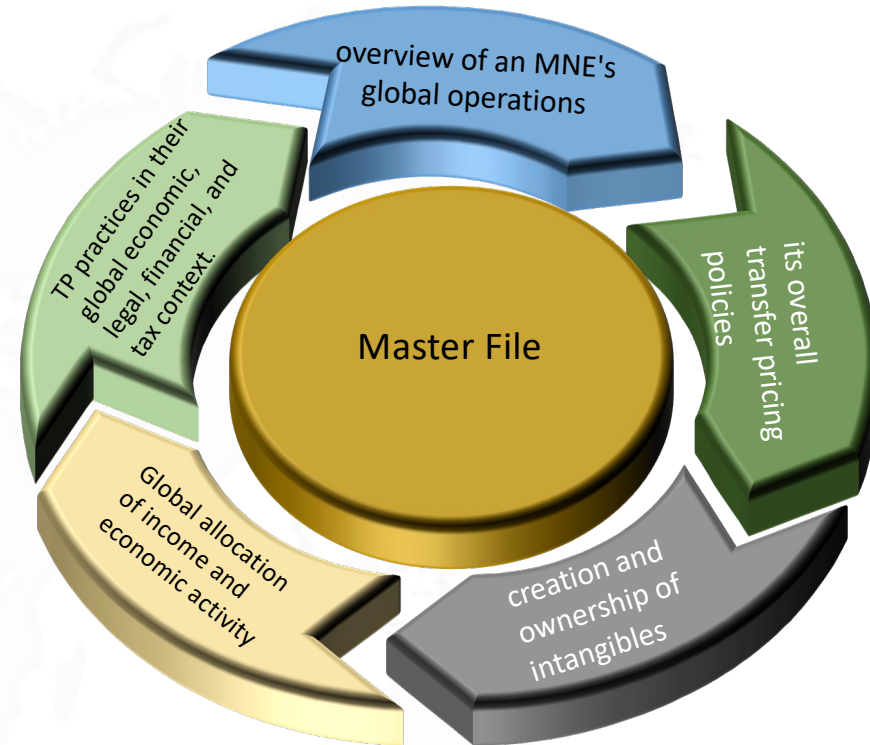 overview of an MNE's
global operations
its overall
transfer pricing
policies
creation and
ownership of
intangibles
Global allocation
of income and
economic activity
TP practices in their
global economic,
legal, financial, and
tax context.
Master File